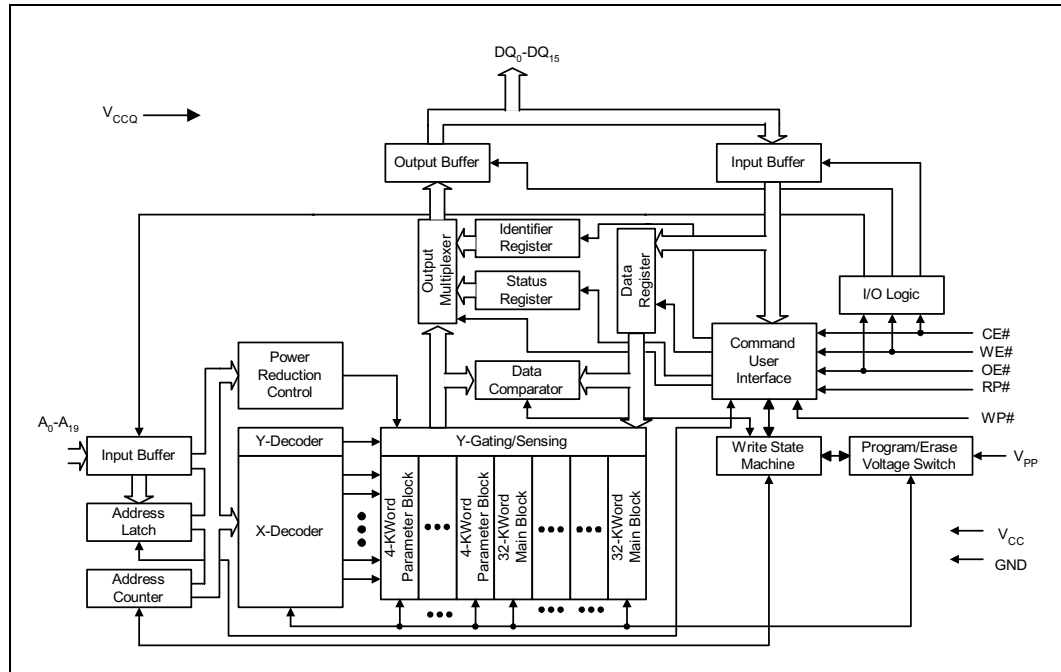 DQ₀-DQ₁₅
V_CCQ
Output Buffer
Input Buffer
Output
Multiplexer
Identifier
Register
Status
Register
Data
Register
I/O Logic
Command
User
Interface
CE#
WE#
OE#
RP#
WP#
Power
Reduction
Control
Data
Comparator
A₀-A₁₉
Input Buffer
Y-Decoder
Y-Gating/Sensing
Write State
Machine
Program/Erase
Voltage Switch
V_PP
Address
Latch
X-Decoder
4-KWord
Parameter Block
4-KWord
Parameter Block
32-KWord
Main Block
32-KWord
Main Block
V_CC
GND
Address
Counter